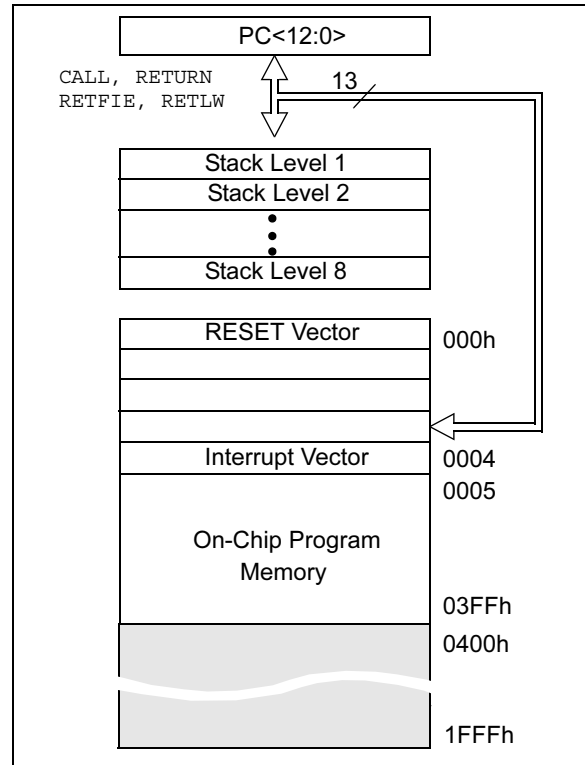 PC<12:0>
CALL, RETURN
RETFIE, RETLW
13
Stack Level 1
Stack Level 2
Stack Level 8
RESET Vector
000h
Interrupt Vector
0004
0005
On-Chip Program
Memory
03FFh
0400h
1FFFh